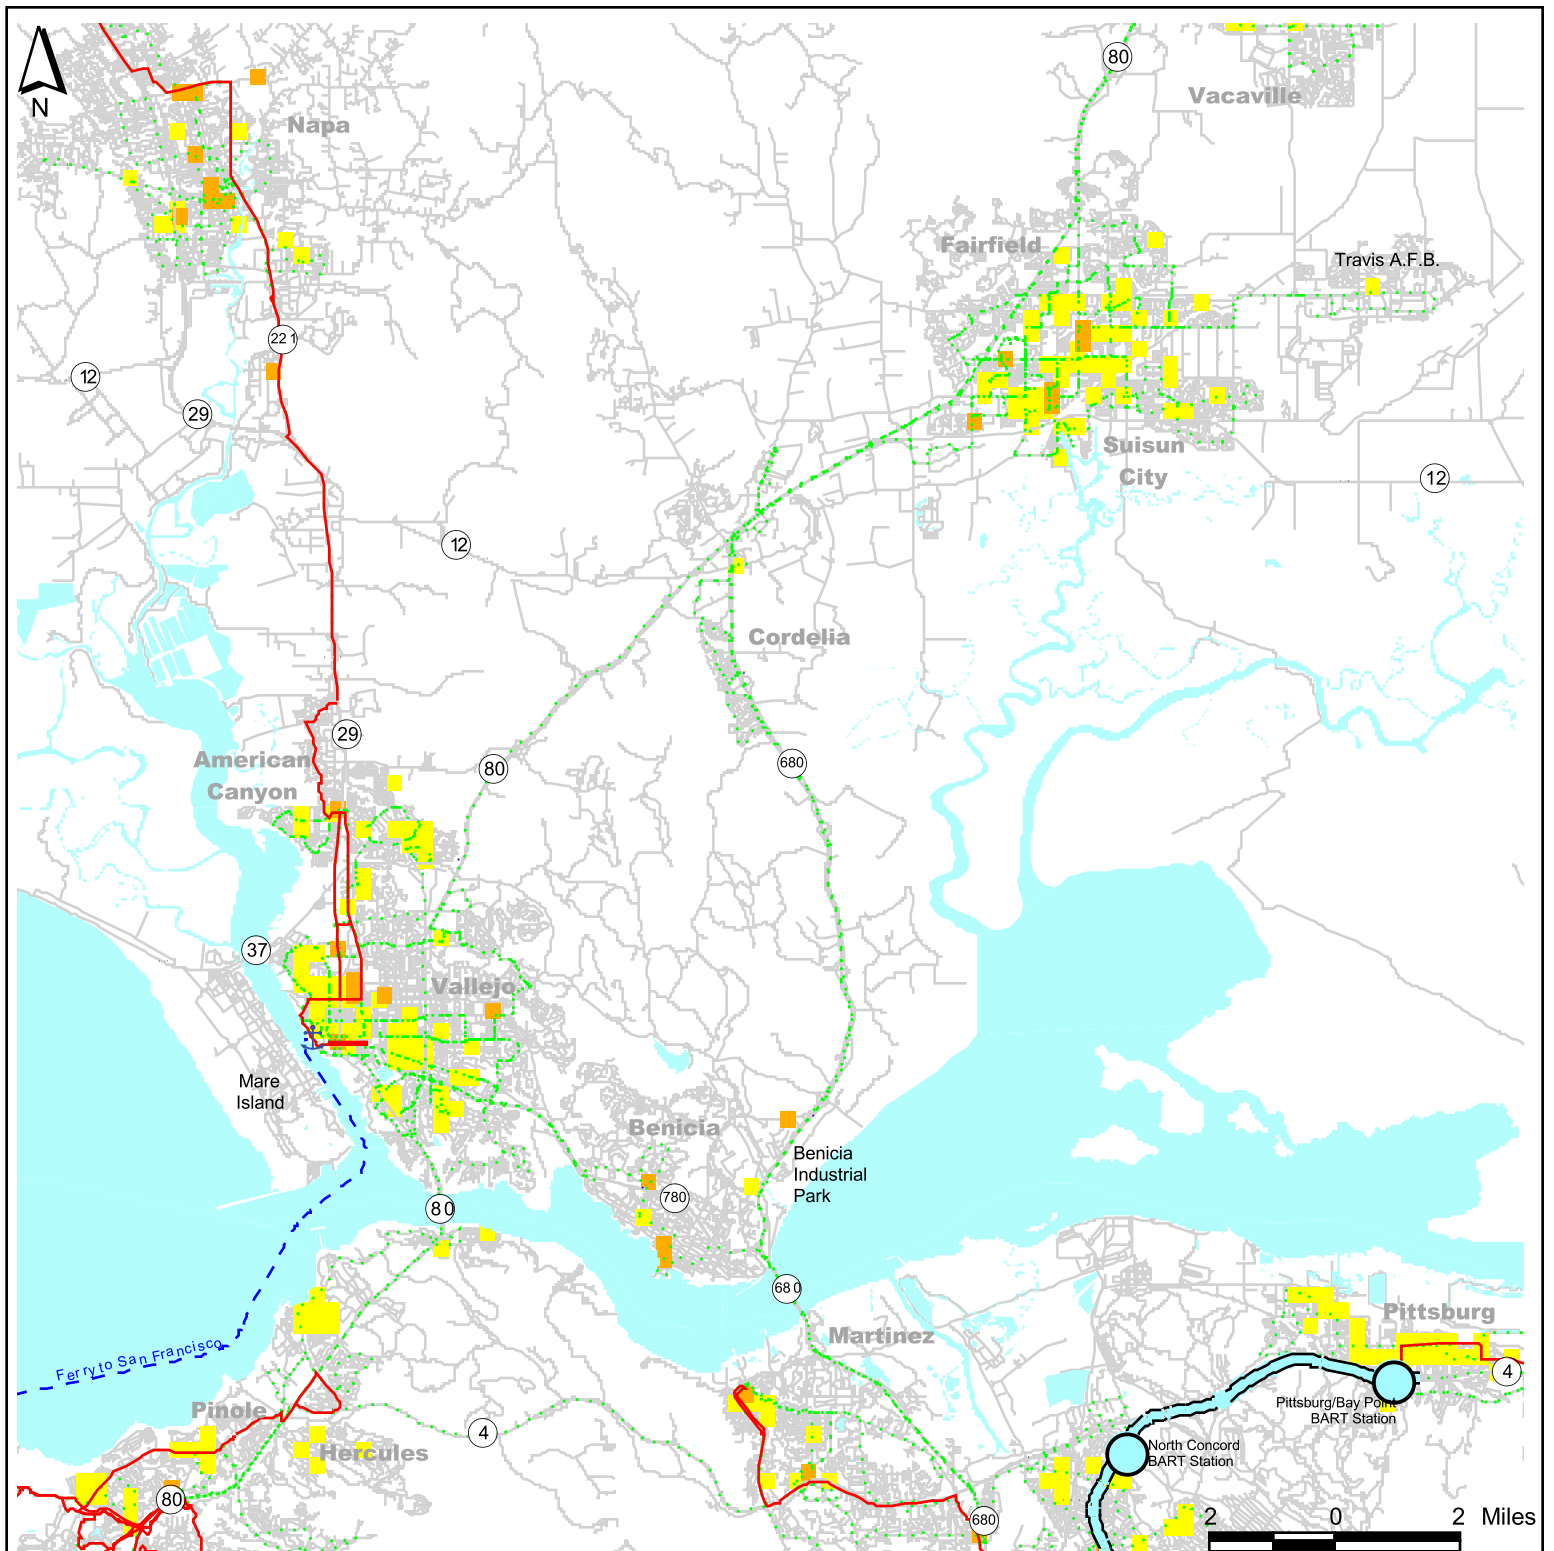 80
Vacaville
N
Napa
Fairfield
Travis A.F.B.
221
12
29
Suisun
City
12
12
Cordelia
29
American
Canyon
80
680
37
Vallejo
Mare
Island
Benicia
Benicia
Industrial
Park
780
80
680
Pittsburg
Martinez
Ferry to San Francisco
4
Pinole
Pittsburg/Bay Point
BART Station
4
Hercules
North Concord
BART Station
80
680
2 0 2 Miles